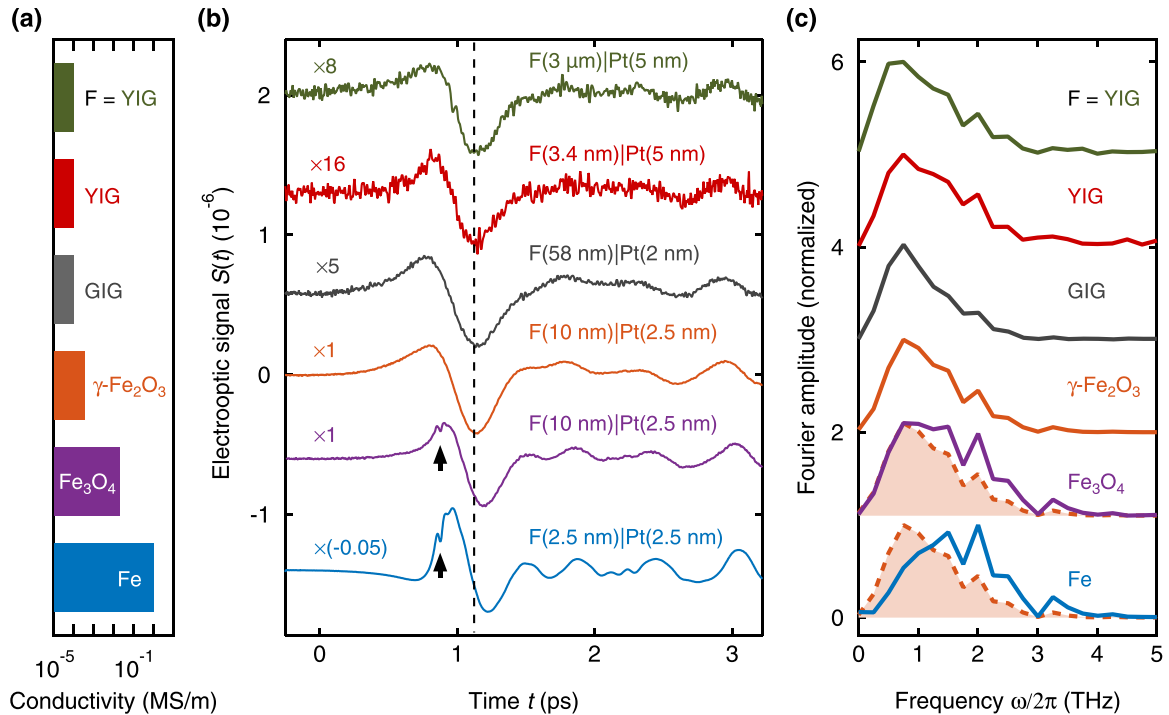 (a)
F = YIG
YIG
GIG
γ-Fe₂O₃
Fe₃O₄
Fe
10⁻⁵
10⁻¹
Conductivity (MS/m)
(b)
Electrooptic signal S(t) (10⁻⁶)
2
1
0
-1
×8
F(3 μm)|Pt(5 nm)
×16
F(3.4 nm)|Pt(5 nm)
×5
F(58 nm)|Pt(2 nm)
×1
F(10 nm)|Pt(2.5 nm)
×1
F(10 nm)|Pt(2.5 nm)
×(-0.05)
F(2.5 nm)|Pt(2.5 nm)
0
1
2
3
Time t (ps)
(c)
Fourier amplitude (normalized)
6
4
2
0
F = YIG
YIG
GIG
γ-Fe₂O₃
Fe₃O₄
Fe
0
1
2
3
4
5
Frequency ω/2π (THz)